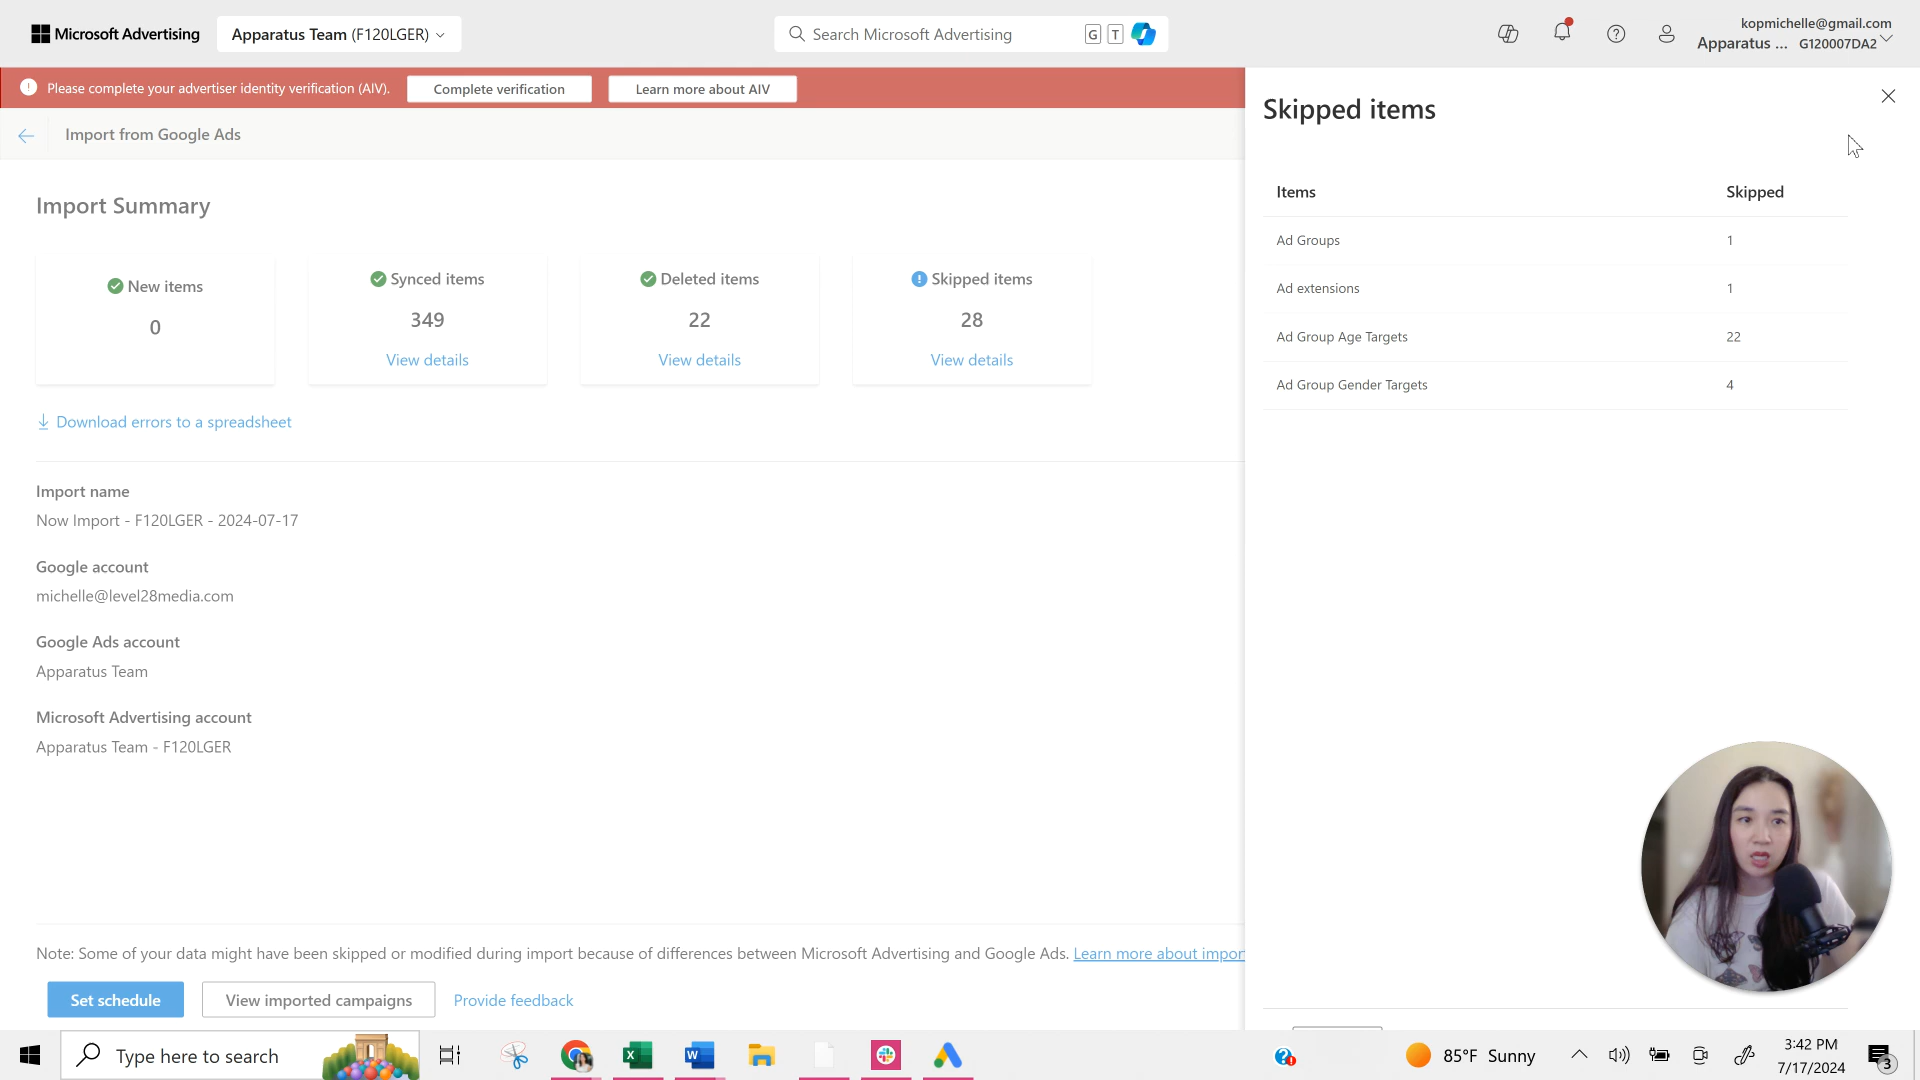 Microsoft Advertising
Apparatus Team (F120LGER)
Search Microsoft Advertising
G T
kopmichelle@gmail.com
Apparatus ... G120007DA2
Please complete your advertiser identity verification (AIV).
Complete verification
Learn more about AIV
Import from Google Ads
Skipped items
Items Skipped
Ad Groups 1
Ad extensions 1
Ad Group Age Targets 22
Ad Group Gender Targets 4
Import Summary
New items
0
Synced items
349
View details
Deleted items
22
View details
Skipped items
28
View details
Download errors to a spreadsheet
Import name
Now Import - F120LGER - 2024-07-17
Google account
michelle@level28media.com
Google Ads account
Apparatus Team
Microsoft Advertising account
Apparatus Team - F120LGER
Note: Some of your data might have been skipped or modified during import because of differences between Microsoft Advertising and Google Ads. Learn more about impor
Set schedule
View imported campaigns
Provide feedback
Type here to search
85°F Sunny
3:42 PM
7/17/2024
3